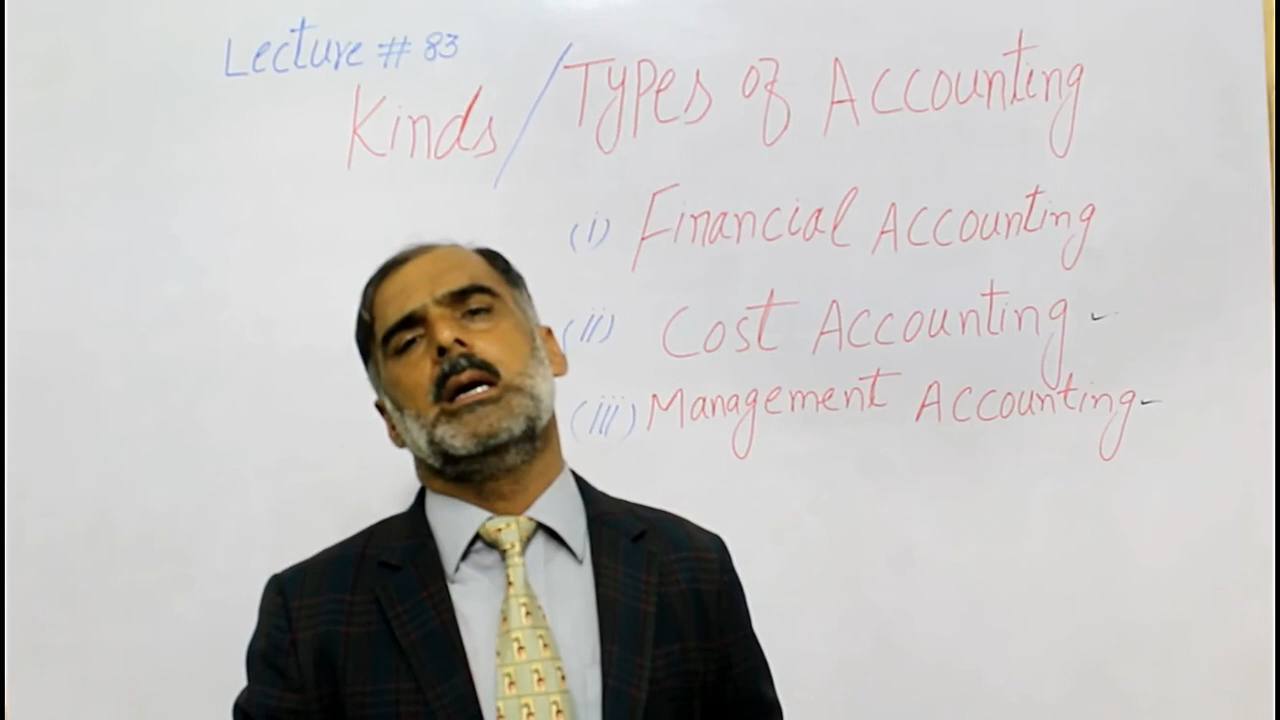 Lecture # 83
Kinds / Types of Accounting
(i) Financial Accounting
(ii) Cost Accounting
(iii) Management Accounting